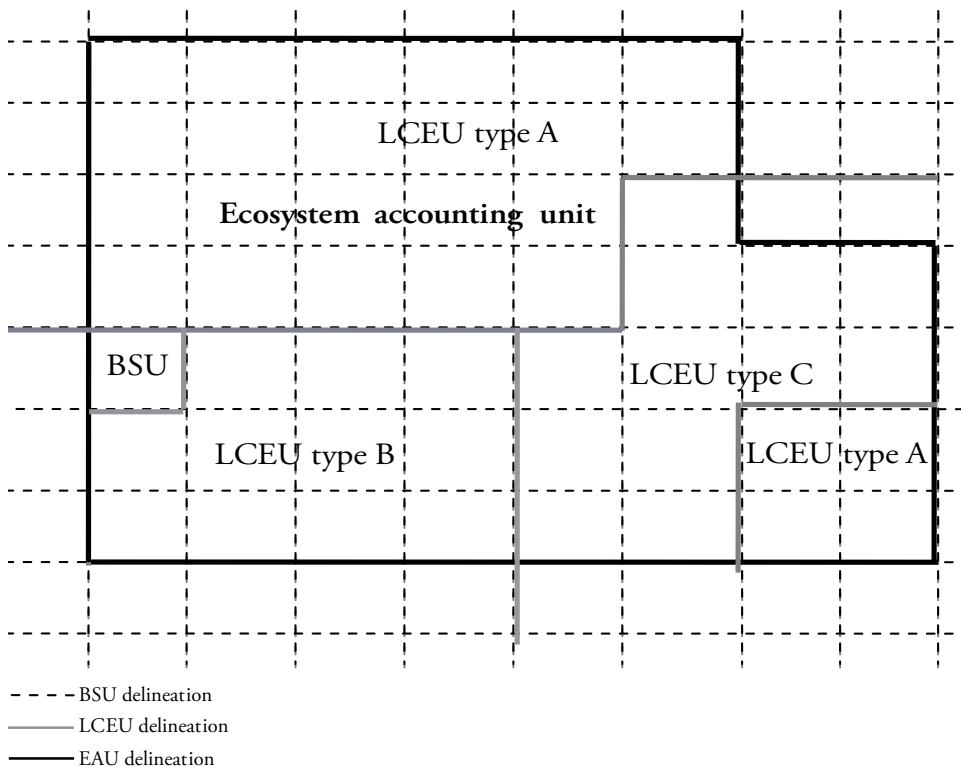 LCEU type A
Ecosystem accounting unit
BSU
LCEU type C
LCEU type B
LCEU type A
BSU delineation
LCEU delineation
EAU delineation